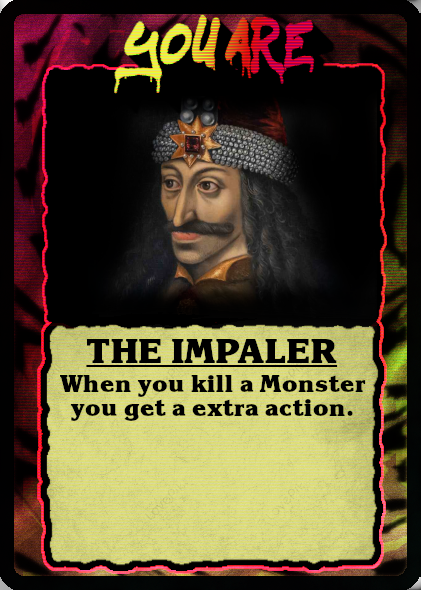 YOU ARE
THE IMPALER
When you kill a Monster
you get a extra action.